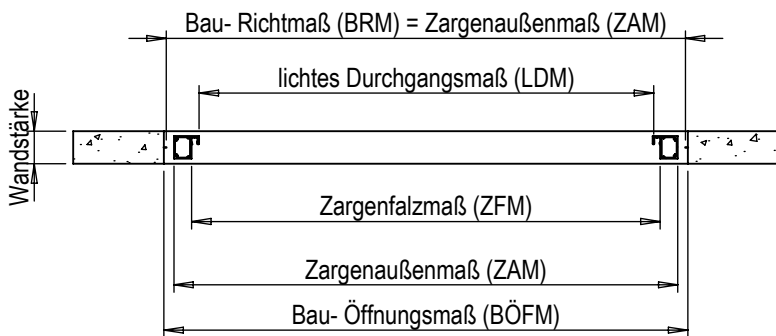 Bau- Richtmaß (BRM) = Zargenaußenmaß (ZAM)
lichtes Durchgangsmaß (LDM)
Wandstärke
Zargenfalzmaß (ZFM)
Zargenaußenmaß (ZAM)
Bau- Öffnungsmaß (BÖFM)